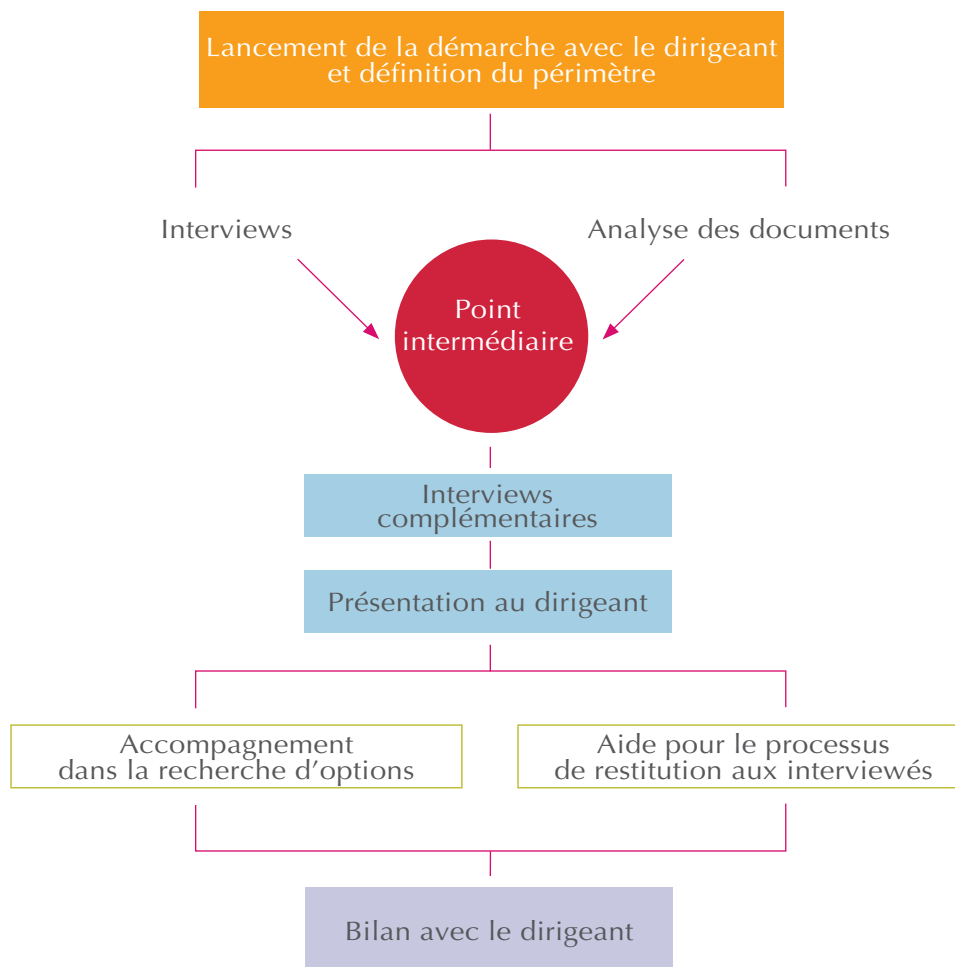 Lancement de la démarche avec le dirigeant
et définition du périmètre
Interviews
Analyse des documents
Point
intermédiaire
Interviews
complémentaires
Présentation au dirigeant
Accompagnement
dans la recherche d’options
Aide pour le processus
de restitution aux interviewés
Bilan avec le dirigeant